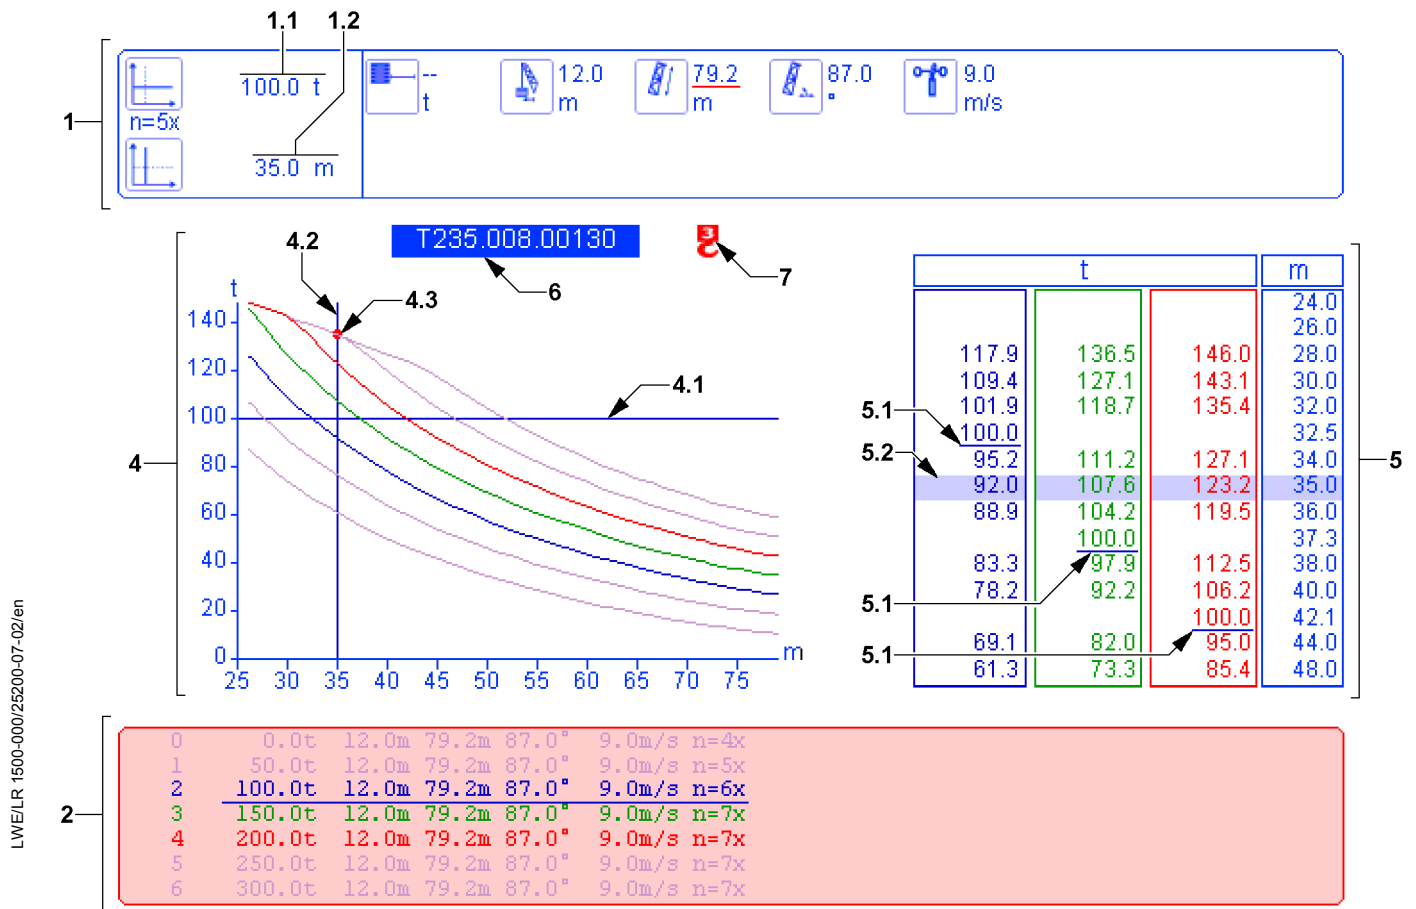 1.1 1.2
1
100.0 t
n=5x
35.0 m
-- t
12.0 m
79.2 m
87.0 °
9.0 m/s
4
4.2
T235.008.00130
3
4.3
6
7
4.1
t
140
120
100
80
60
40
20
0
25 30 35 40 45 50 55 60 65 70 75
m
5
5.1
5.2
5.1
5.1
t m
24.0
26.0
117.9 136.5 146.0 28.0
109.4 127.1 143.1 30.0
101.9 118.7 135.4 32.0
100.0 32.5
95.2 111.2 127.1 34.0
92.0 107.6 123.2 35.0
88.9 104.2 119.5 36.0
100.0 37.3
83.3 97.9 112.5 38.0
78.2 92.2 106.2 40.0
100.0 42.1
69.1 82.0 95.0 44.0
61.3 73.3 85.4 48.0
2
0 0.0t 12.0m 79.2m 87.0° 9.0m/s n=4x
1 50.0t 12.0m 79.2m 87.0° 9.0m/s n=5x
2 100.0t 12.0m 79.2m 87.0° 9.0m/s n=6x
3 150.0t 12.0m 79.2m 87.0° 9.0m/s n=7x
4 200.0t 12.0m 79.2m 87.0° 9.0m/s n=7x
5 250.0t 12.0m 79.2m 87.0° 9.0m/s n=7x
6 300.0t 12.0m 79.2m 87.0° 9.0m/s n=7x
LWE/LR 1500-000/25200-07-02/en